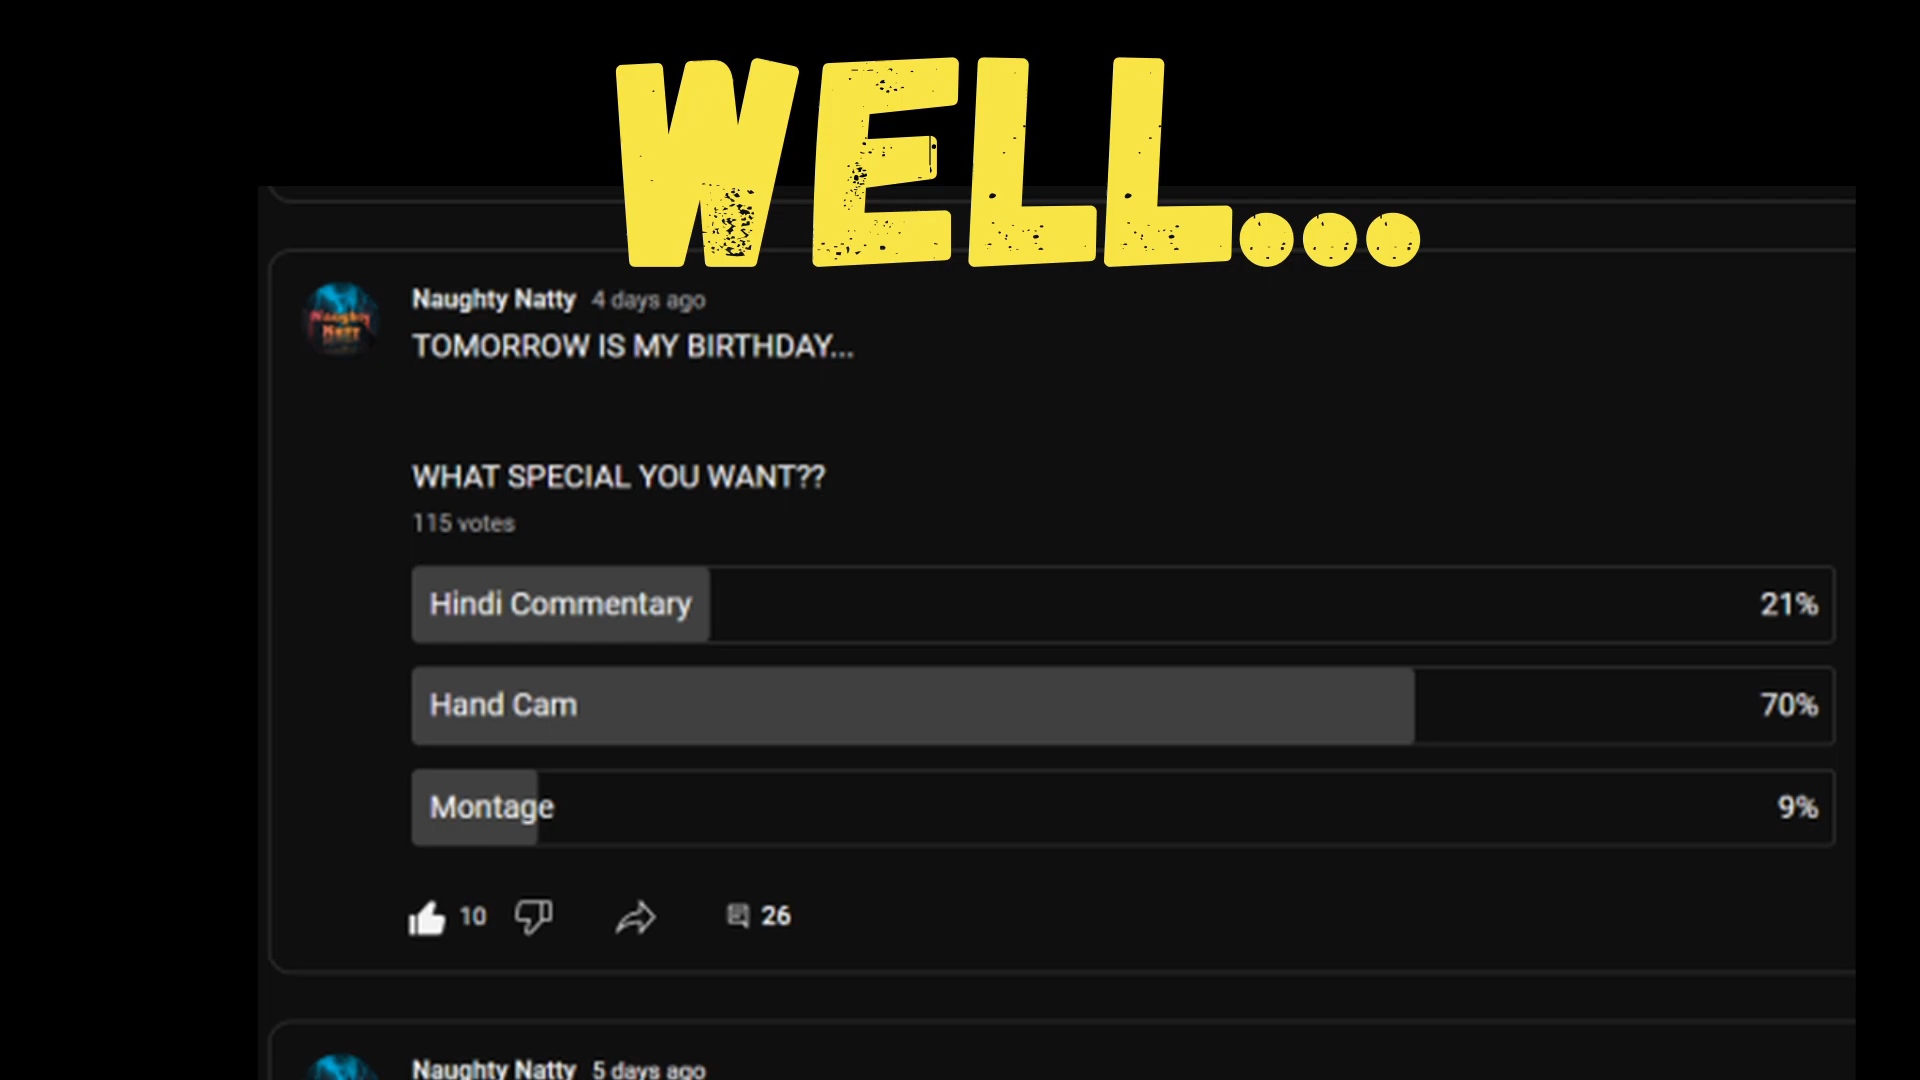 WELL...
Naughty Natty 4 days ago
TOMORROW IS MY BIRTHDAY...
WHAT SPECIAL YOU WANT??
115 votes
Hindi Commentary 21%
Hand Cam 70%
Montage 9%
10 26
Naughty Natty 5 days ago